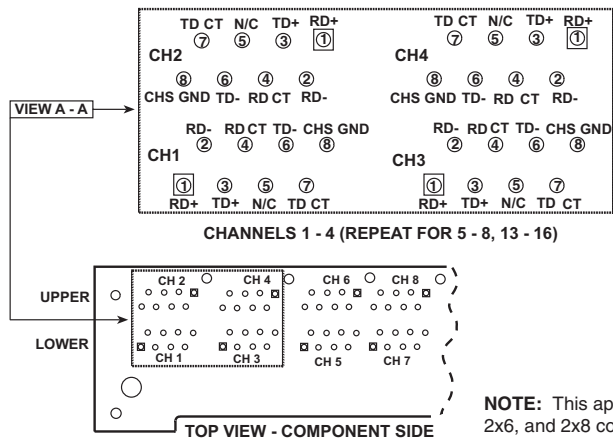 TD CT N/C TD+ RD+ TD CT N/C TD+ RD+
7 5 3 1 7 5 3 1
CH2 CH4
8 6 4 2 8 6 4 2
CHS GND TD- RD CT RD- CHS GND TD- RD CT RD-
VIEW A - A
RD- RD CT TD- CHS GND RD- RD CT TD- CHS GND
2 4 6 8 2 4 6 8
CH1 CH3
1 3 5 7 1 3 5 7
RD+ TD+ N/C TD CT RD+ TD+ N/C TD CT
CHANNELS 1 - 4 (REPEAT FOR 5 - 8, 13 - 16)
CH 2 CH 4 CH 6 CH 8
UPPER
LOWER
CH 1 CH 3 CH 5 CH 7
TOP VIEW - COMPONENT SIDE
NOTE: This ap
2x6, and 2x8 co